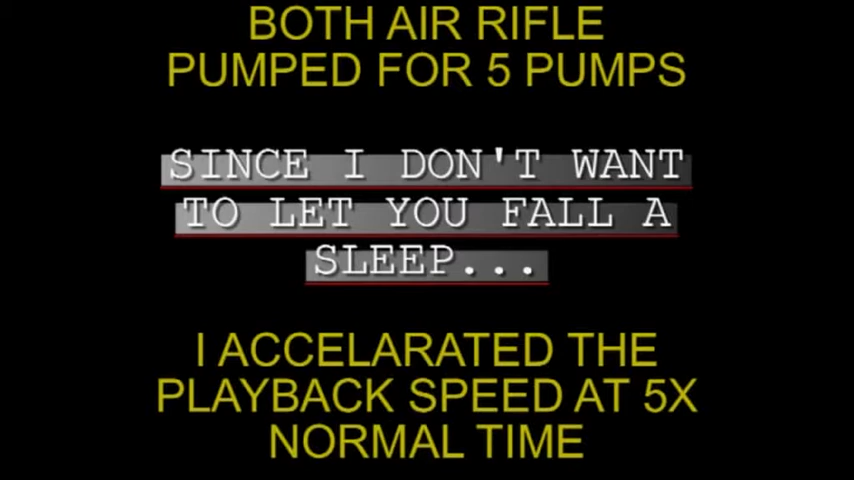 BOTH AIR RIFLE
PUMPED FOR 5 PUMPS
SINCE I DON'T WANT
TO LET YOU FALL A
SLEEP...
I ACCELARATED THE
PLAYBACK SPEED AT 5X
NORMAL TIME